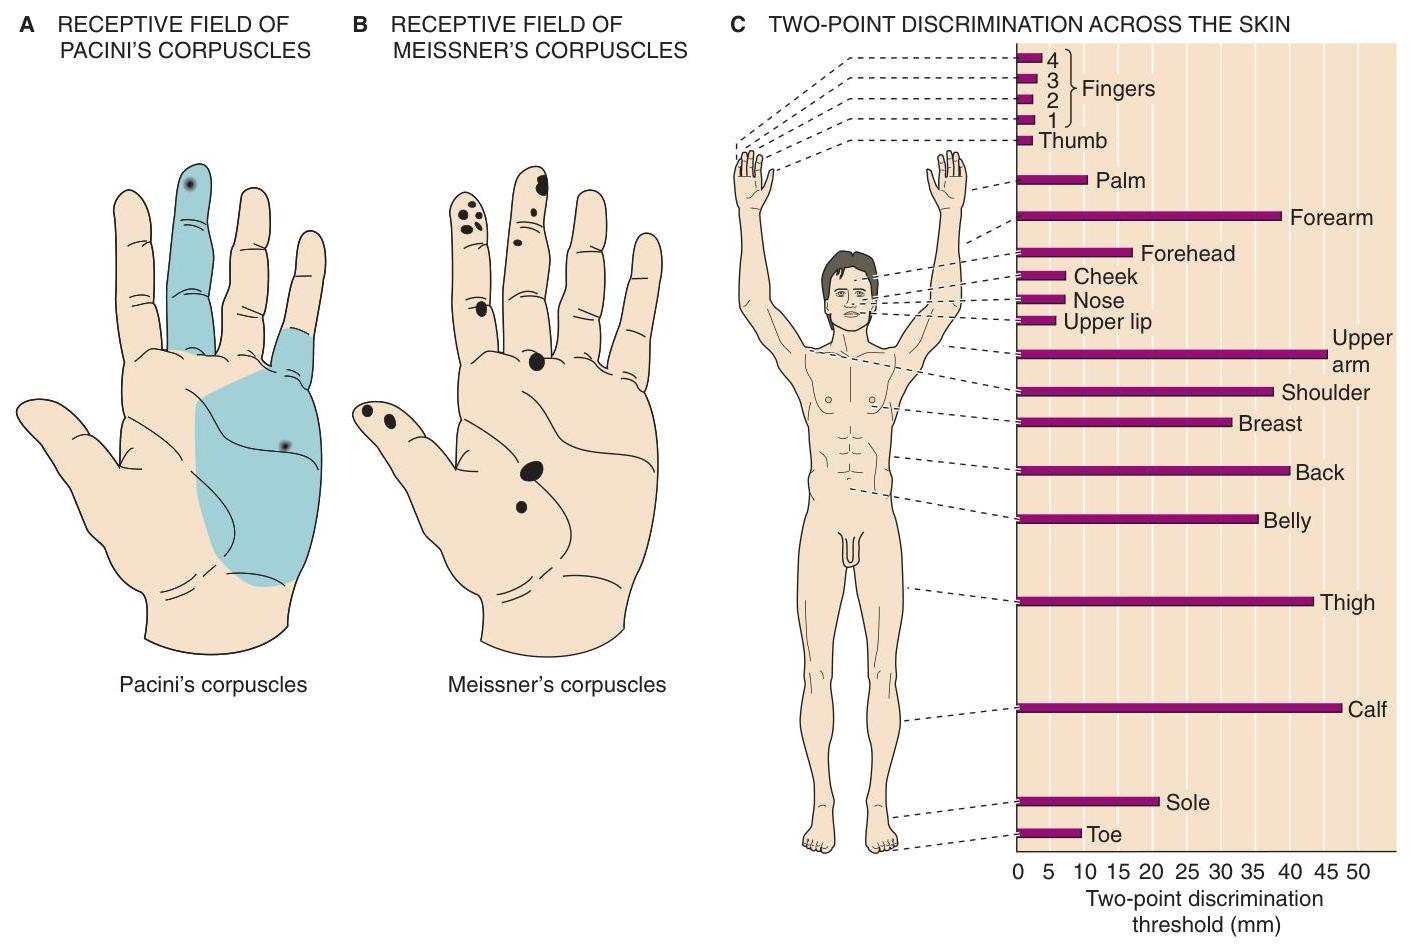 A RECEPTIVE FIELD OF
PACINI'S CORPUSCLES
B RECEPTIVE FIELD OF
MEISSNER'S CORPUSCLES
C TWO-POINT DISCRIMINATION ACROSS THE SKIN
4
3
2
1
Fingers
Thumb
Palm
Forearm
Forehead
Cheek
Nose
Upper lip
Upper
arm
Shoulder
Breast
Back
Belly
Thigh
Calf
Sole
Toe
0 5 10 15 20 25 30 35 40 45 50
Two-point discrimination
threshold (mm)
Pacini's corpuscles
Meissner's corpuscles